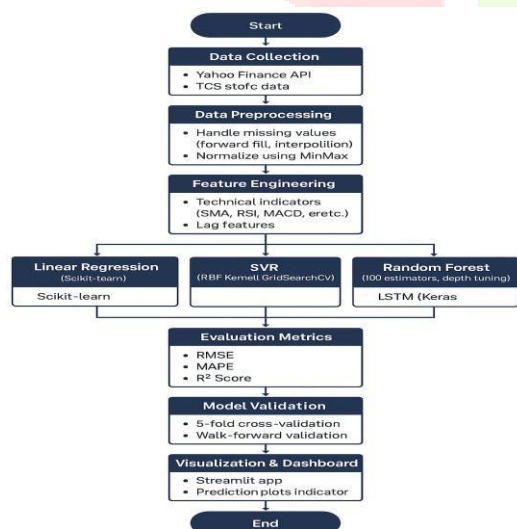 Start
Data Collection
• Yahoo Finance API
• TCS stofc data
Data Preprocessing
• Handle missing values
(forward fill, interpolilion)
• Normalize using MinMax
Feature Engineering
• Technical indicators
(SMA, RSI, MACD, eretc.)
• Lag features
Linear Regression
(Scikit-team)
Scikit-learn
SVR
(RBF Kemell GridSearchCV)
Random Forest
(100 estimators, depth tuning)
LSTM (Keras
Evaluation Metrics
• RMSE
• MAPE
• R² Score
Model Validation
• 5-fold cross-validation
• Walk-forward validation
Visualization & Dashboard
• Streamlit app
• Prediction plots indicator
End